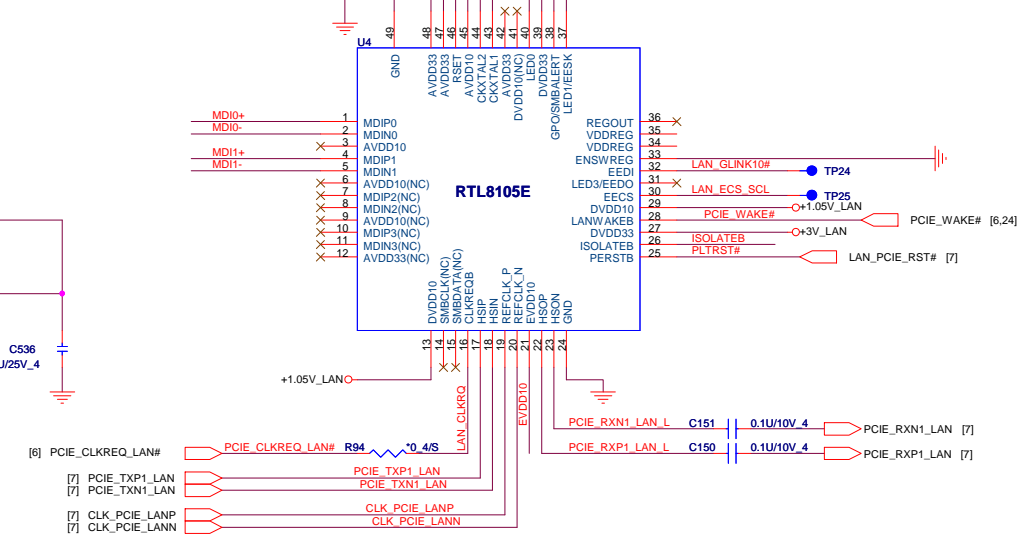 U4
49 48 47 46 45 44 43 42 41 40 39 38 37
GND AVDD33 AVDD33 RSET AVDD10 CKXTAL2 CKXTAL1 AVDD33 DVDD10(NC) LED0 DVDD33 GPO/SMBALERT LED1/EESK
MDI0+ 1 MDIP0
MDI0- 2 MDIN0
3 AVDD10
MDI1+ 4 MDIP1
MDI1- 5 MDIN1
6 AVDD10(NC)
7 MDIP2(NC)
8 MDIN2(NC)
9 AVDD10(NC)
10 MDIP3(NC)
11 MDIN3(NC)
12 AVDD33(NC)
RTL8105E
REGOUT 36
VDDREG 35
VDDREG 34
ENSWREG 33
EEDI 32 LAN_GLINK10# TP24
LED3/EEDO 31
EECS 30 LAN_ECS_SCL TP25
DVDD10 29 +1.05V_LAN
LANWAKEB 28 PCIE_WAKE# PCIE_WAKE# [6,24]
DVDD33 27 +3V_LAN
ISOLATEB 26 ISOLATEB
PERSTB 25 PLTRST# LAN_PCIE_RST# [7]
DVDD10 SMBCLK(NC) SMBDATA(NC) CLKREQB HSIP HSIN REFCLK_P REFCLK_N EVDD10 HSOP HSON GND
13 14 15 16 17 18 19 20 21 22 23 24
C536
U/25V_4
+1.05V_LAN
LAN_CLKRQ
EVDD10
PCIE_RXN1_LAN_L C151 0.1U/10V_4 PCIE_RXN1_LAN [7]
[6] PCIE_CLKREQ_LAN# PCIE_CLKREQ_LAN# R94 *0_4/S
PCIE_RXP1_LAN_L C150 0.1U/10V_4 PCIE_RXP1_LAN [7]
[7] PCIE_TXP1_LAN PCIE_TXP1_LAN
[7] PCIE_TXN1_LAN PCIE_TXN1_LAN
[7] CLK_PCIE_LANP CLK_PCIE_LANP
[7] CLK_PCIE_LANN CLK_PCIE_LANN